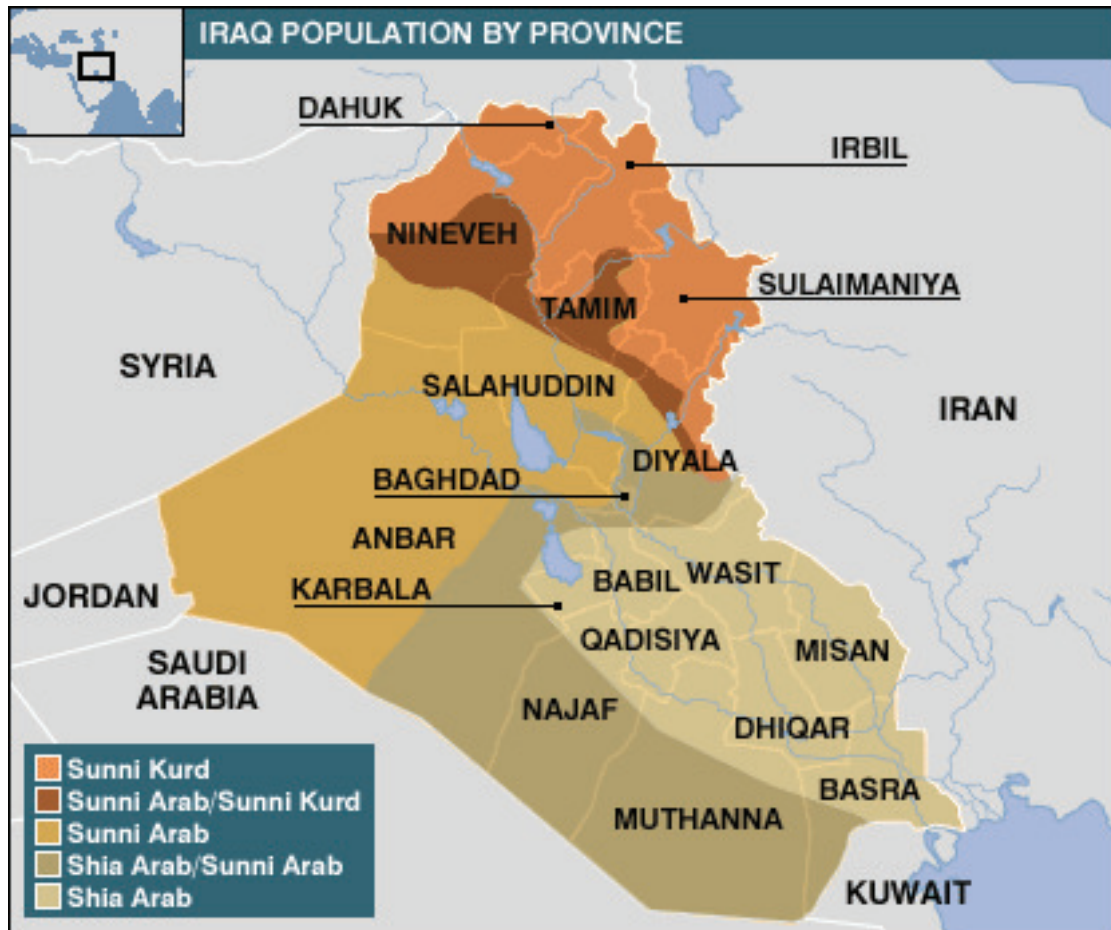 IRAQ POPULATION BY PROVINCE
DAHUK
IRBIL
NINEVEH
SULAIMANIYA
TAMIM
SYRIA
SALAHUDDIN
IRAN
DIYALA
BAGHDAD
ANBAR
BABIL
WASIT
KARBALA
JORDAN
QADISIYA
MISAN
SAUDI
ARABIA
NAJAF
DHIQAR
BASRA
MUTHANNA
KUWAIT
Sunni Kurd
Sunni Arab/Sunni Kurd
Sunni Arab
Shia Arab/Sunni Arab
Shia Arab